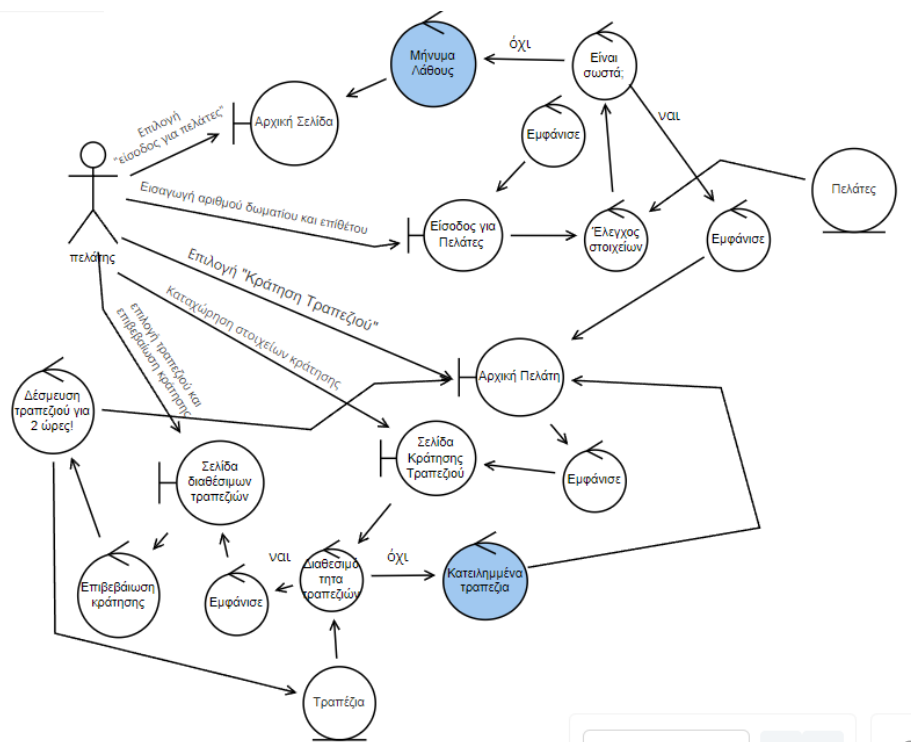 Μήνυμα
Λάθους
όχι
Είναι
σωστά;
Επιλογή
"είσοδος για πελάτες"
Αρχική Σελίδα
Εμφάνισε
ναι
Πελάτες
Εισαγωγή αριθμού δωματίου και επιθέτου
Είσοδος για
Πελάτες
Έλεγχος
στοιχείων
Εμφάνισε
πελάτης
Επιλογή "Κράτηση Τραπεζιού"
Καταχώρηση στοιχείων κράτησης
επιλογή τραπεζιού και
επιβεβαίωση κράτησης
Αρχική Πελάτη
Δέσμευση
τραπεζιού για
2 ώρες!
Σελίδα
Κράτησης
Τραπεζιού
Σελίδα
διαθέσιμων
τραπεζιών
Εμφάνισε
ναι
Διαθεσιμό
τητα
τραπεζιών
όχι
Κατειλημμένα
τραπεζια
Επιβεβάιωση
κράτησης
Εμφάνισε
Τραπέζια